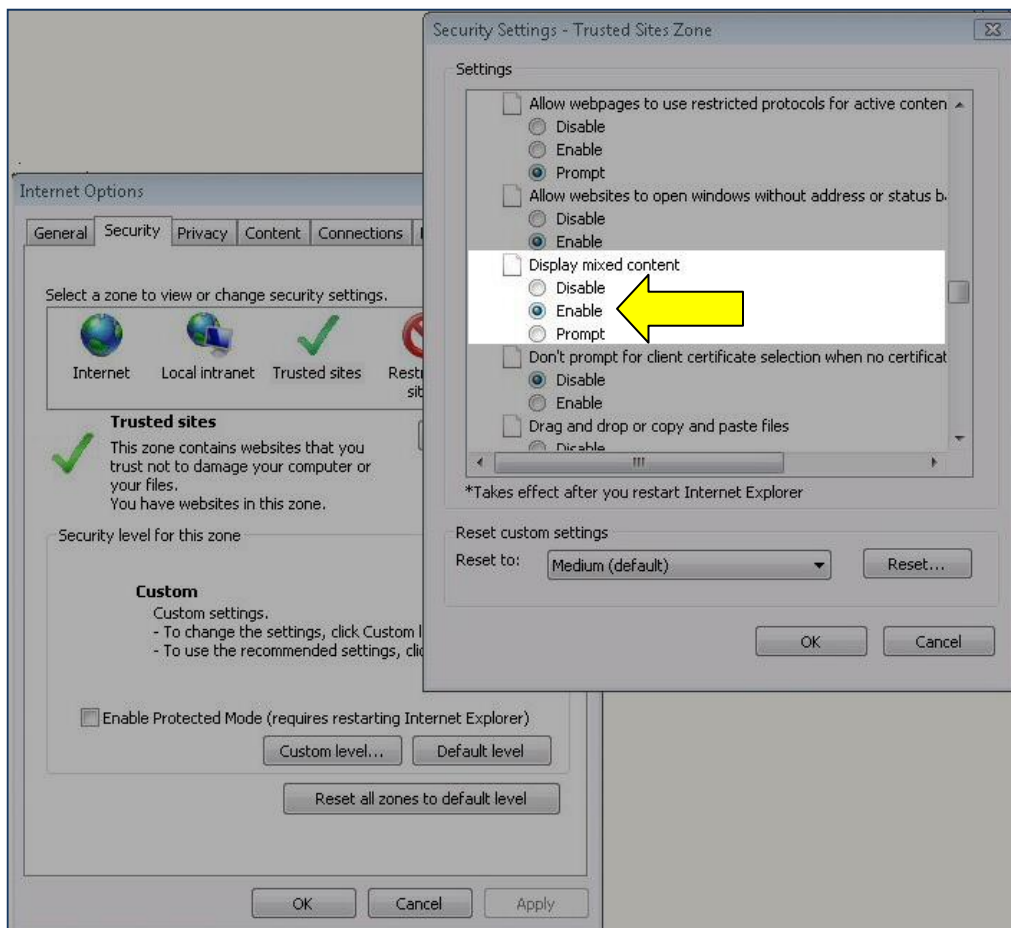 Security Settings - Trusted Sites Zone
Settings
Allow webpages to use restricted protocols for active conten
Disable
Enable
Prompt
Allow websites to open windows without address or status b
Disable
Enable
Display mixed content
Disable
Enable
Prompt
Don't prompt for client certificate selection when no certificat
Disable
Enable
Drag and drop or copy and paste files
Disable
*Takes effect after you restart Internet Explorer
Reset custom settings
Reset to:
Medium (default)
Reset...
OK
Cancel
Internet Options
General
Security
Privacy
Content
Connections
Select a zone to view or change security settings.
Internet
Local intranet
Trusted sites
Restr
sit
Trusted sites
This zone contains websites that you
trust not to damage your computer or
your files.
You have websites in this zone.
Security level for this zone
Custom
Custom settings.
- To change the settings, click Custom l
- To use the recommended settings, clic
Enable Protected Mode (requires restarting Internet Explorer)
Custom level...
Default level
Reset all zones to default level
OK
Cancel
Apply